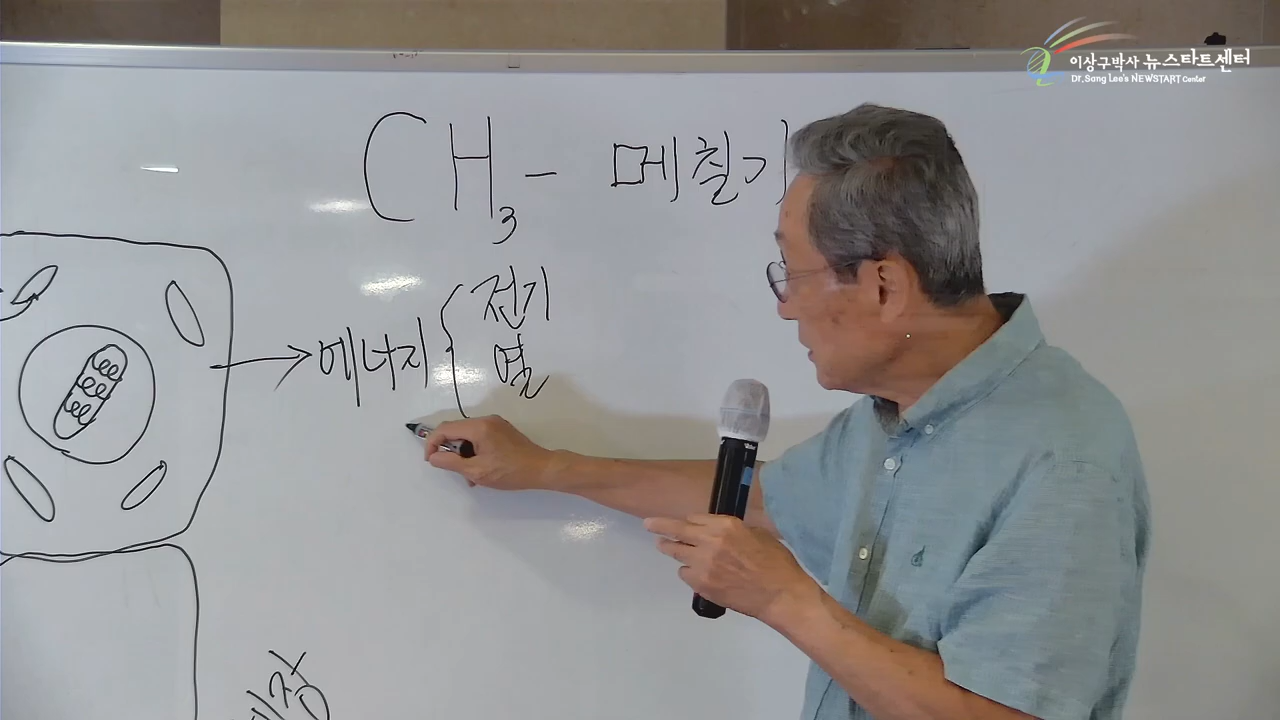 이상구박사 뉴스타트센터
Dr. Sang Lee's NEWSTART Center
CH3- 메칠기
에너지 { 전기
열